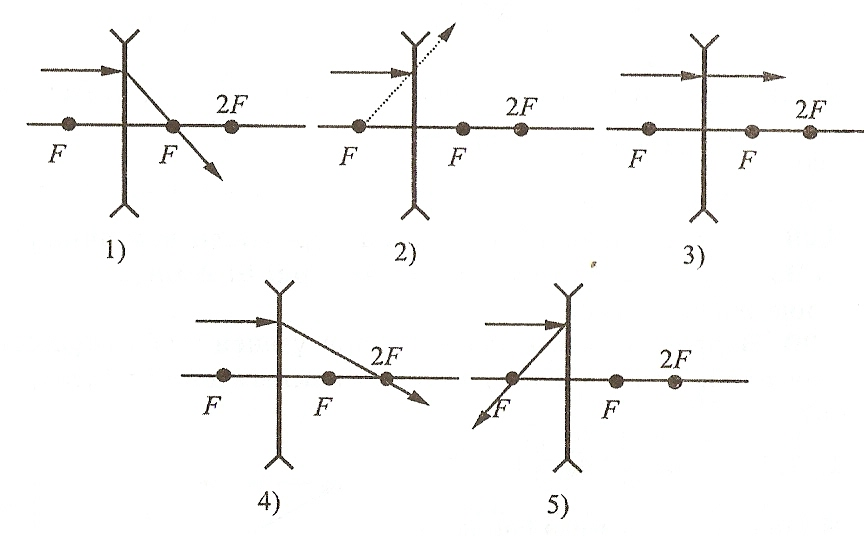 2F 2F 2F
F F F F F F
1) 2) 3)
2F 2F
F F F F
4) 5)